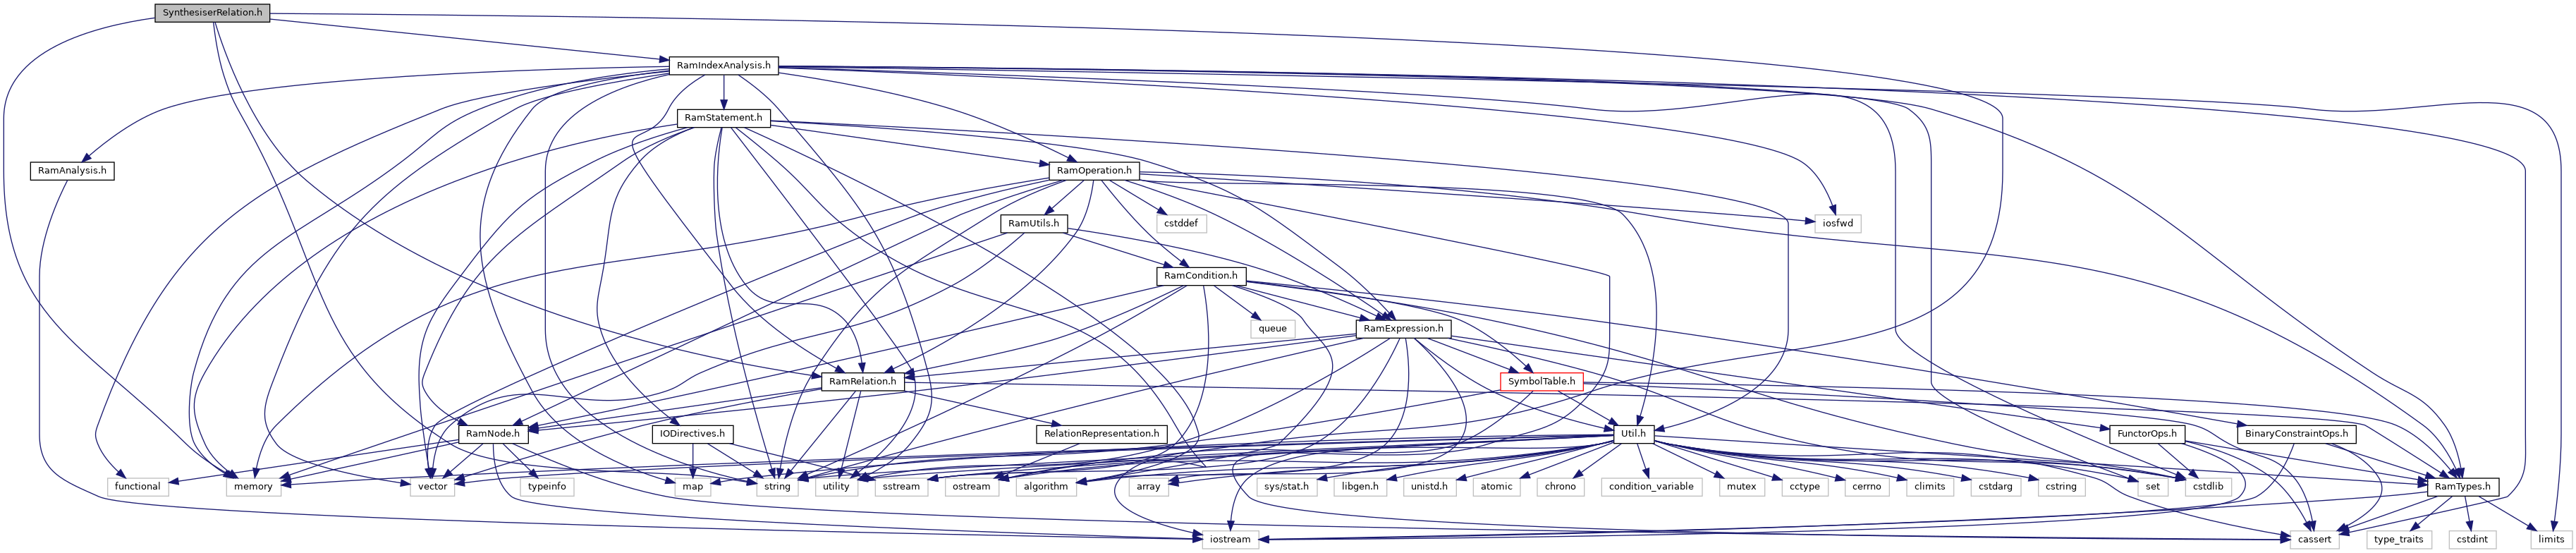 SynthesiserRelation.h
RamIndexAnalysis.h
RamStatement.h
RamAnalysis.h
RamOperation.h
RamUtils.h
cstddef
iosfwd
RamCondition.h
queue
RamExpression.h
RamRelation.h
SymbolTable.h
RamNode.h
IODirectives.h
RelationRepresentation.h
Util.h
FunctorOps.h
BinaryConstraintOps.h
functional
memory
vector
typeinfo
map
string
utility
sstream
ostream
algorithm
array
sys/stat.h
libgen.h
unistd.h
atomic
chrono
condition_variable
mutex
cctype
cerrno
climits
cstdarg
cstring
set
cstdlib
RamTypes.h
iostream
cassert
type_traits
cstdint
limits